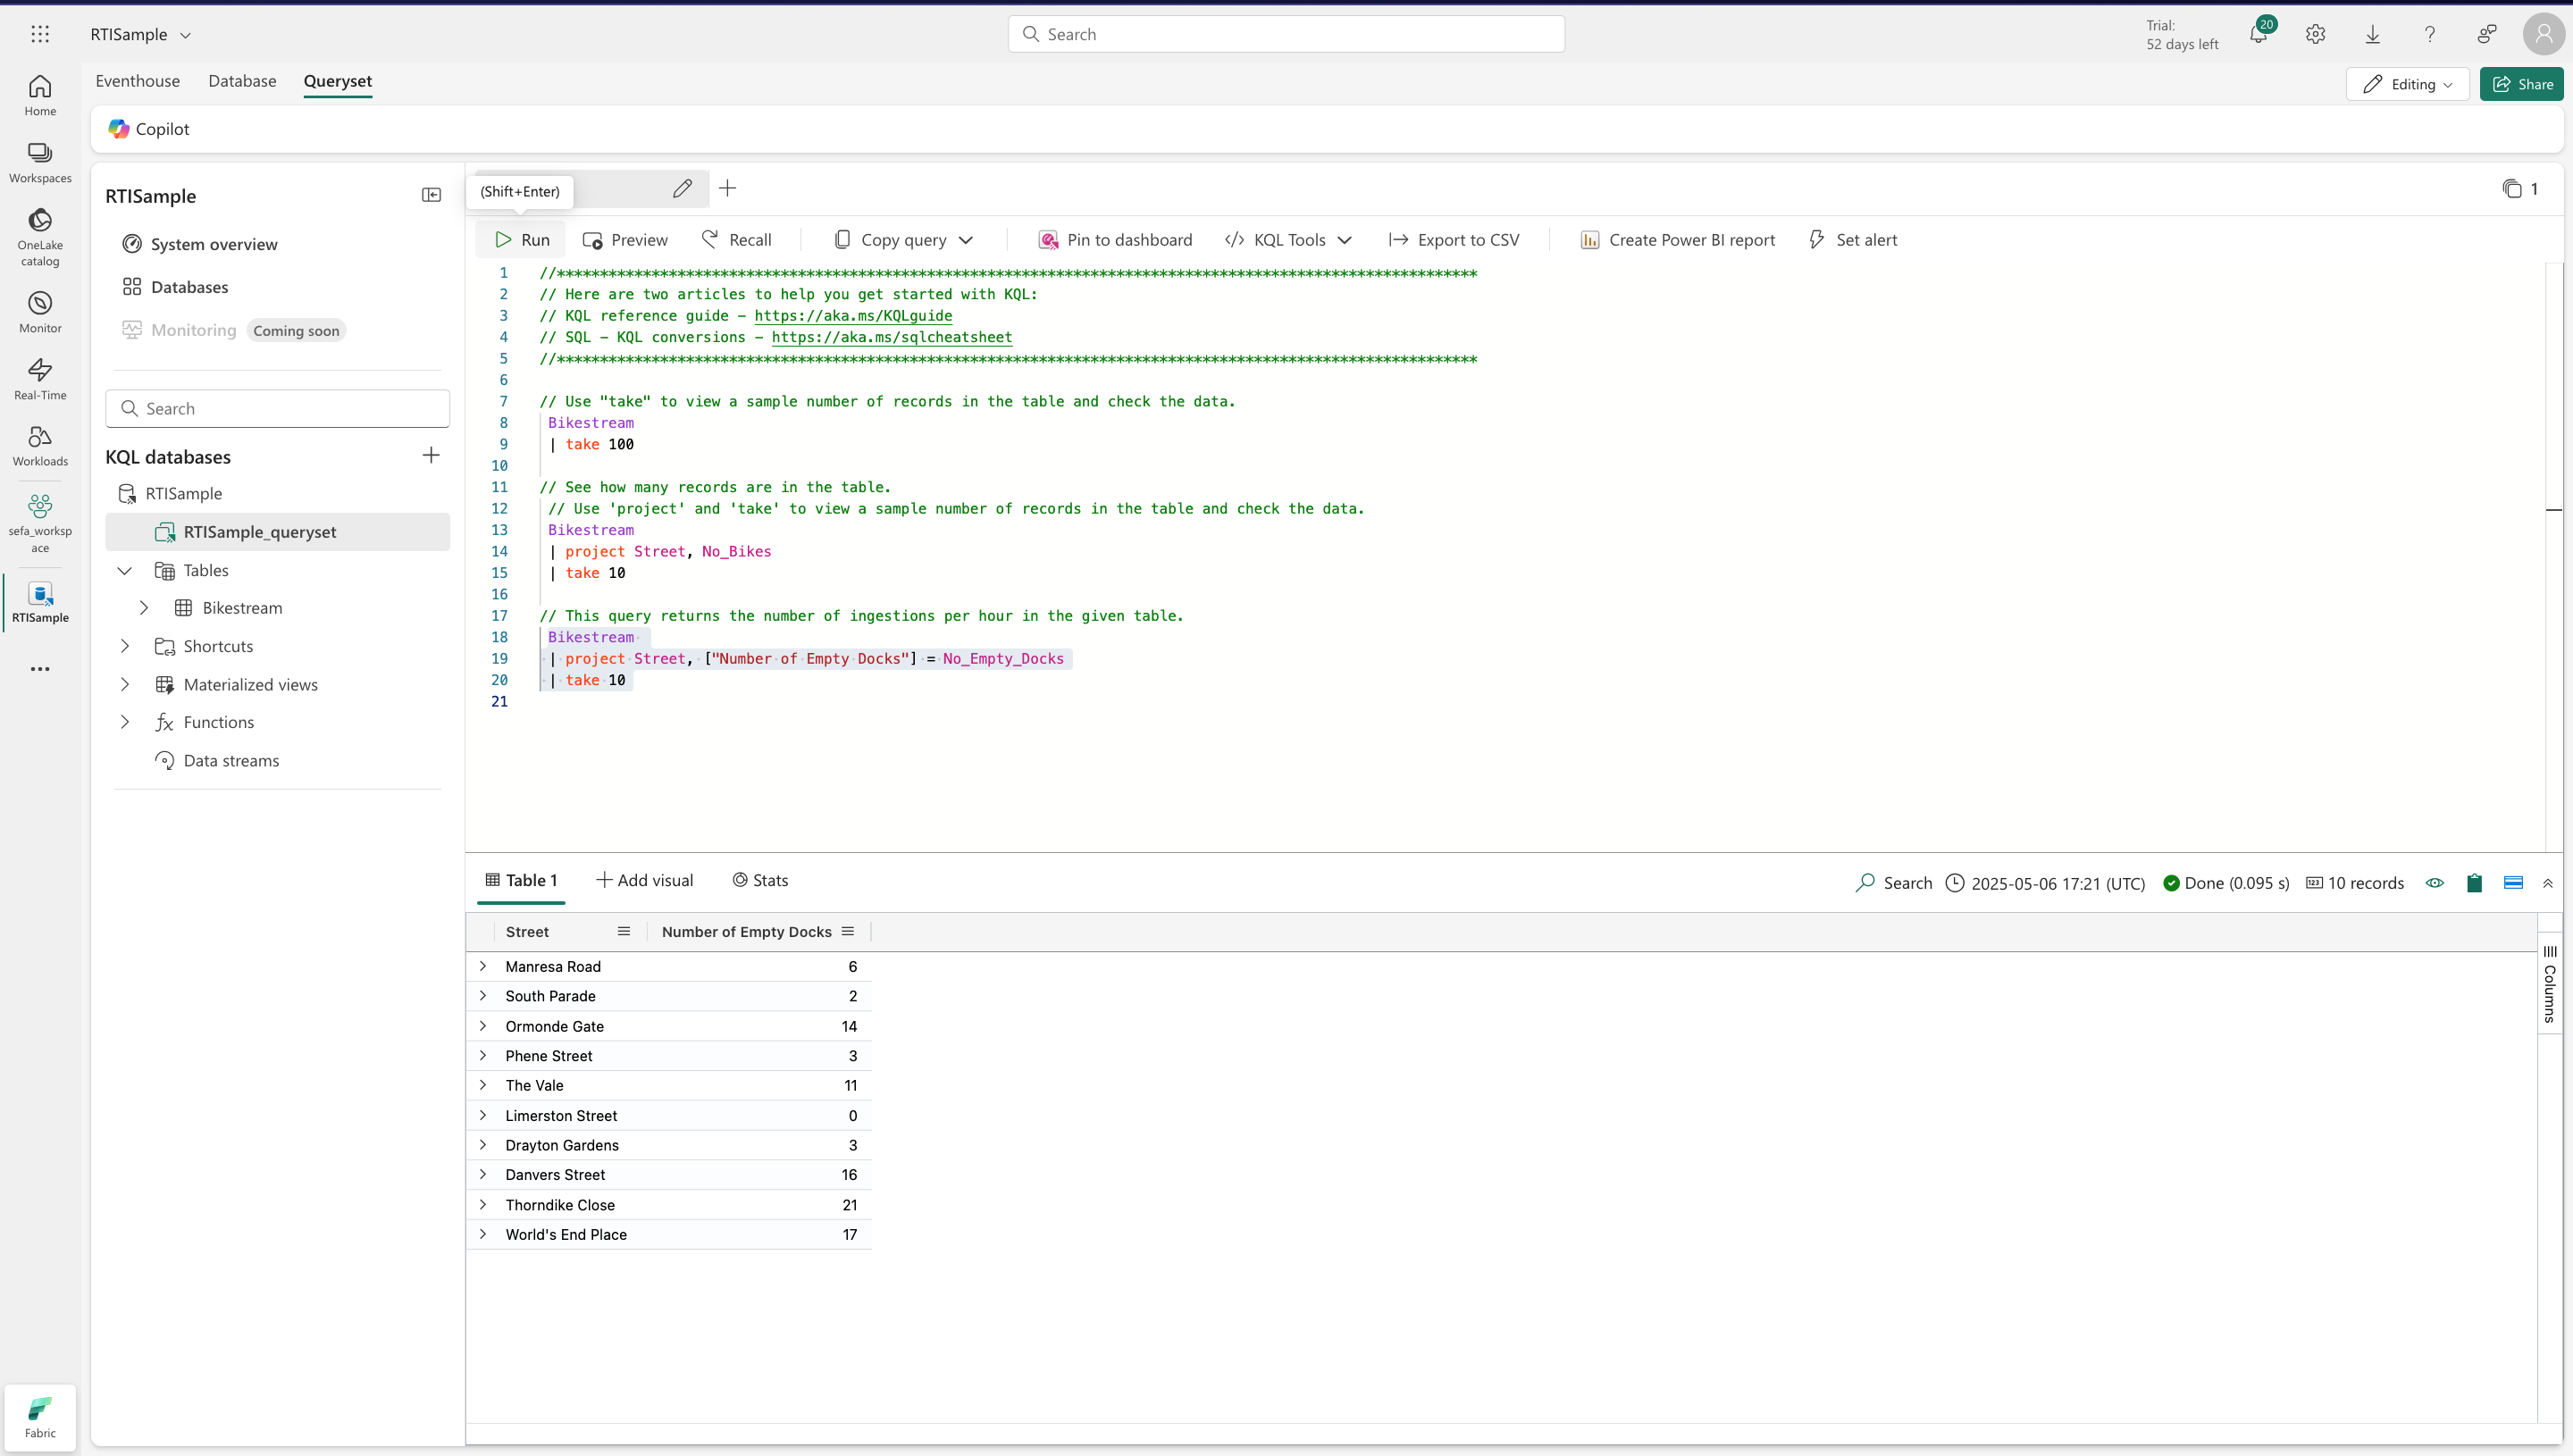 RTISample
Search
Trial:
52 days left
20
Home
Workspaces
OneLake
catalog
Monitor
Real-Time
Workloads
sefa_worksp
ace
RTISample
Fabric
Eventhouse
Database
Queryset
Editing
Share
Copilot
RTISample
System overview
Databases
Monitoring Coming soon
Search
KQL databases
RTISample
RTISample_queryset
Tables
Bikestream
Shortcuts
Materialized views
Functions
Data streams
(Shift+Enter)
1
Run
Preview
Recall
Copy query
Pin to dashboard
KQL Tools
Export to CSV
Create Power BI report
Set alert
1 //***********************************************************************************************************
2 // Here are two articles to help you get started with KQL:
3 // KQL reference guide - https://aka.ms/KQLguide
4 // SQL - KQL conversions - https://aka.ms/sqlcheatsheet
5 //***********************************************************************************************************
6
7 // Use "take" to view a sample number of records in the table and check the data.
8 Bikestream
9 | take 100
10
11 // See how many records are in the table.
12 // Use 'project' and 'take' to view a sample number of records in the table and check the data.
13 Bikestream
14 | project Street, No_Bikes
15 | take 10
16
17 // This query returns the number of ingestions per hour in the given table.
18 Bikestream
19 | project Street, ["Number of Empty Docks"] = No_Empty_Docks
20 | take 10
21
Table 1
Add visual
Stats
Search
2025-05-06 17:21 (UTC)
Done (0.095 s)
10 records
Street Number of Empty Docks
Manresa Road 6
South Parade 2
Ormonde Gate 14
Phene Street 3
The Vale 11
Limerston Street 0
Drayton Gardens 3
Danvers Street 16
Thorndike Close 21
World's End Place 17
Columns